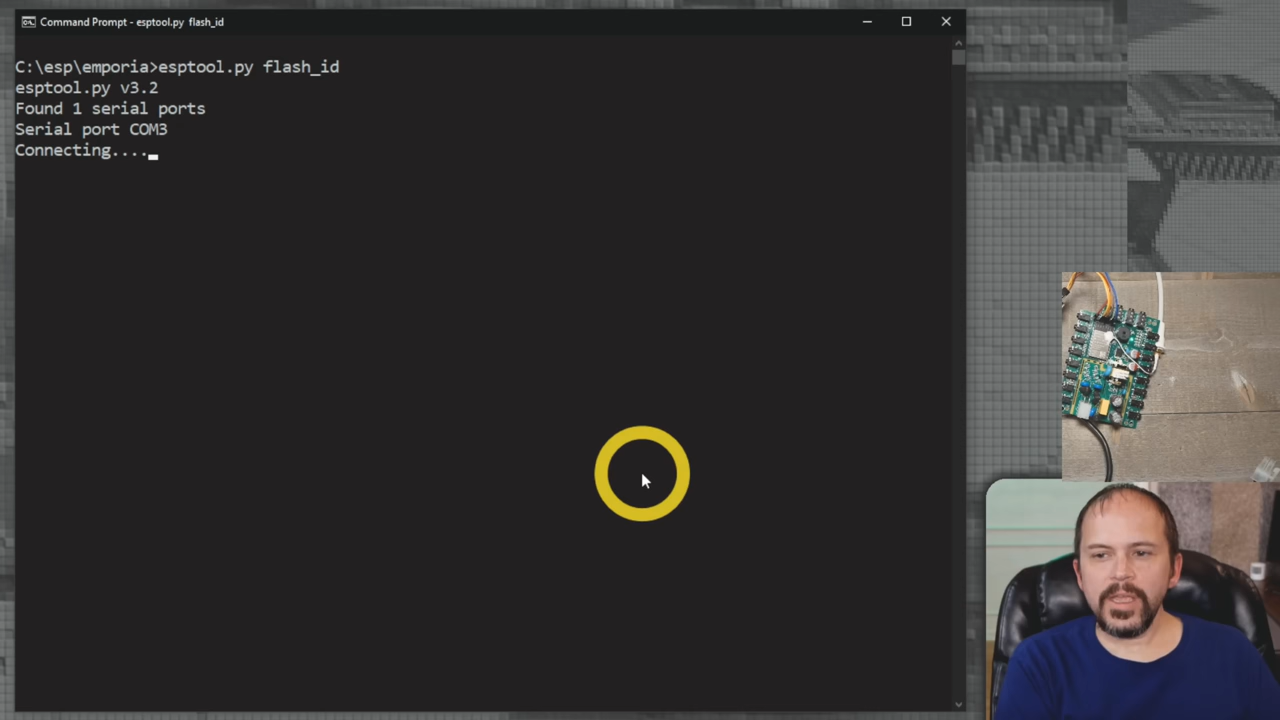 Command Prompt - esptool.py flash_id
C:\esp\emporia>esptool.py flash_id
esptool.py v3.2
Found 1 serial ports
Serial port COM3
Connecting....